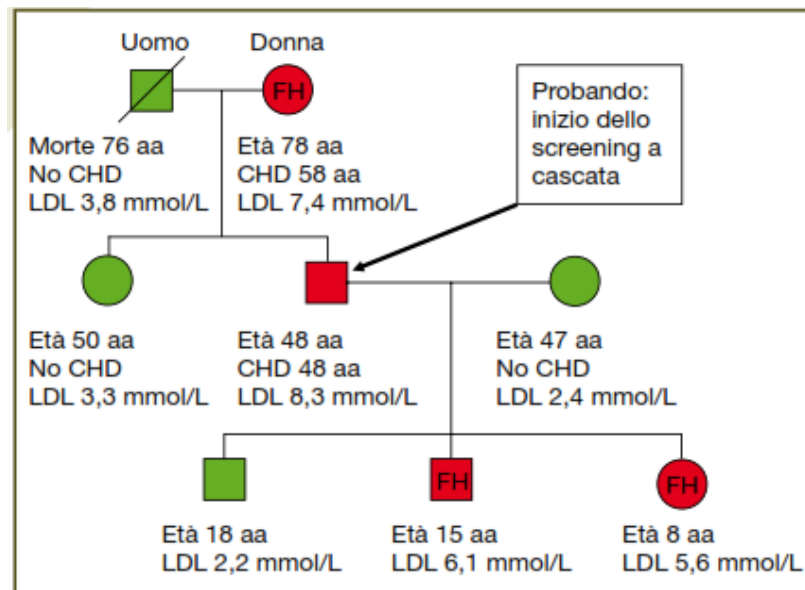 Uomo
Donna
FH
Probando:
inizio dello
screening a
cascata
Morte 76 aa
No CHD
LDL 3,8 mmol/L
Età 78 aa
CHD 58 aa
LDL 7,4 mmol/L
Età 50 aa
No CHD
LDL 3,3 mmol/L
Età 48 aa
CHD 48 aa
LDL 8,3 mmol/L
Età 47 aa
No CHD
LDL 2,4 mmol/L
FH
FH
Età 18 aa
LDL 2,2 mmol/L
Età 15 aa
LDL 6,1 mmol/L
Età 8 aa
LDL 5,6 mmol/L